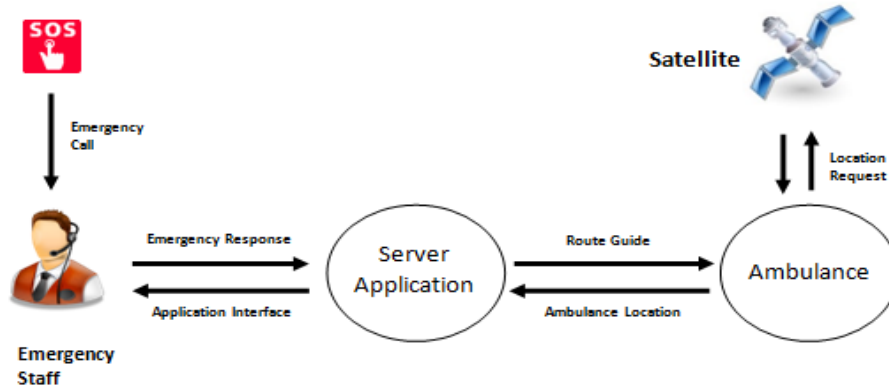 SOS
Satellite
Emergency
Call
Location
Request
Emergency Response
Server
Application
Route Guide
Ambulance
Application Interface
Ambulance Location
Emergency
Staff